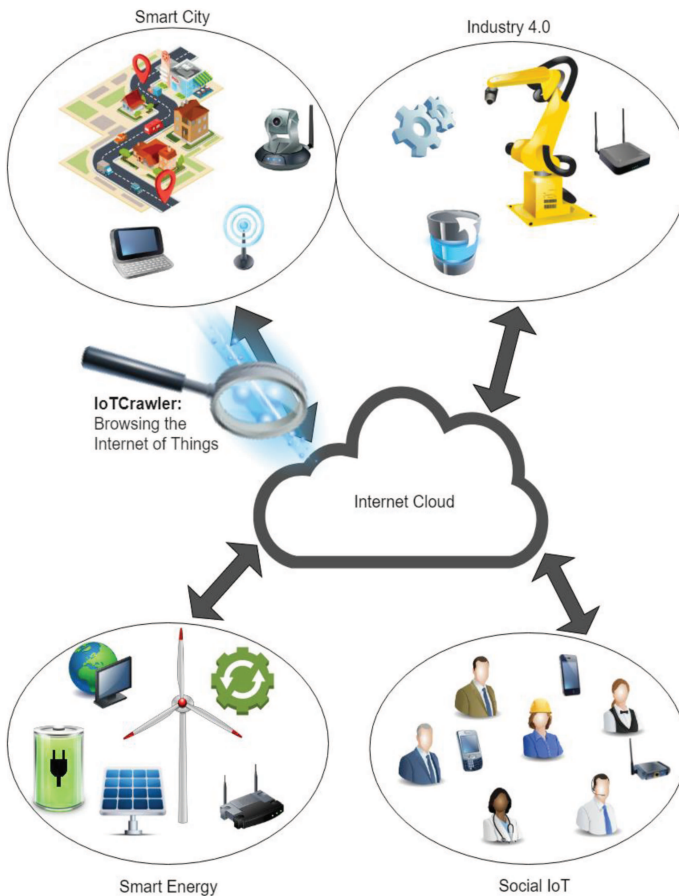 Smart City
Industry 4.0
IoTCrawler:
Browsing the
Internet of Things
Internet Cloud
Smart Energy
Social IoT